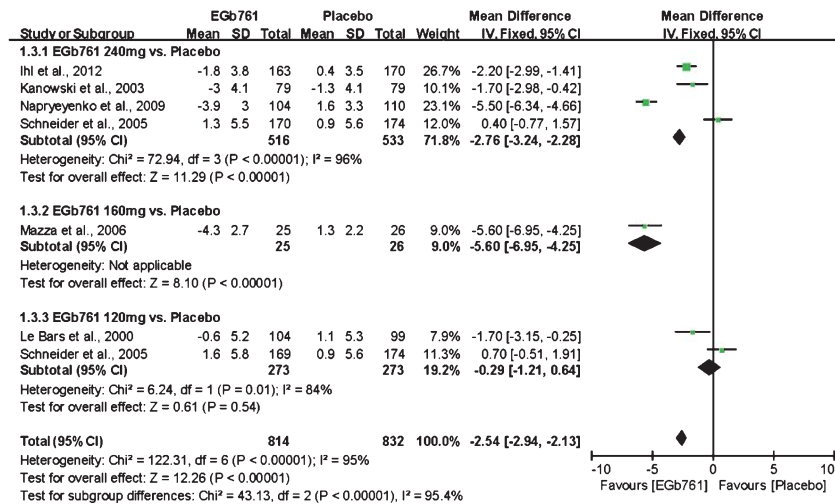 EGb761 Placebo Mean Difference Mean Difference
Study or Subgroup Mean SD Total Mean SD Total Weight IV, Fixed, 95% CI IV, Fixed, 95% CI
1.3.1 EGb761 240mg vs. Placebo
Ihl et al., 2012 -1.8 3.8 163 0.4 3.5 170 26.7% -2.20 [-2.99, -1.41]
Kanowski et al., 2003 -3 4.1 79 -1.3 4.1 79 10.1% -1.70 [-2.98, -0.42]
Napryeyenko et al., 2009 -3.9 3 104 1.6 3.3 110 23.1% -5.50 [-6.34, -4.66]
Schneider et al., 2005 1.3 5.5 170 0.9 5.6 174 12.0% 0.40 [-0.77, 1.57]
Subtotal (95% CI) 516 533 71.8% -2.76 [-3.24, -2.28]
Heterogeneity: Chi² = 72.94, df = 3 (P < 0.00001); I² = 96%
Test for overall effect: Z = 11.29 (P < 0.00001)
1.3.2 EGb761 160mg vs. Placebo
Mazza et al., 2006 -4.3 2.7 25 1.3 2.2 26 9.0% -5.60 [-6.95, -4.25]
Subtotal (95% CI) 25 26 9.0% -5.60 [-6.95, -4.25]
Heterogeneity: Not applicable
Test for overall effect: Z = 8.10 (P < 0.00001)
1.3.3 EGb761 120mg vs. Placebo
Le Bars et al., 2000 -0.6 5.2 104 1.1 5.3 99 7.9% -1.70 [-3.15, -0.25]
Schneider et al., 2005 1.6 5.8 169 0.9 5.6 174 11.3% 0.70 [-0.51, 1.91]
Subtotal (95% CI) 273 273 19.2% -0.29 [-1.21, 0.64]
Heterogeneity: Chi² = 6.24, df = 1 (P = 0.01); I² = 84%
Test for overall effect: Z = 0.61 (P = 0.54)
Total (95% CI) 814 832 100.0% -2.54 [-2.94, -2.13]
Heterogeneity: Chi² = 122.31, df = 6 (P < 0.00001); I² = 95%
Test for overall effect: Z = 12.26 (P < 0.00001)
Test for subgroup differences: Chi² = 43.13, df = 2 (P < 0.00001), I² = 95.4%
-10 -5 0 5 10
Favours [EGb761] Favours [Placebo]